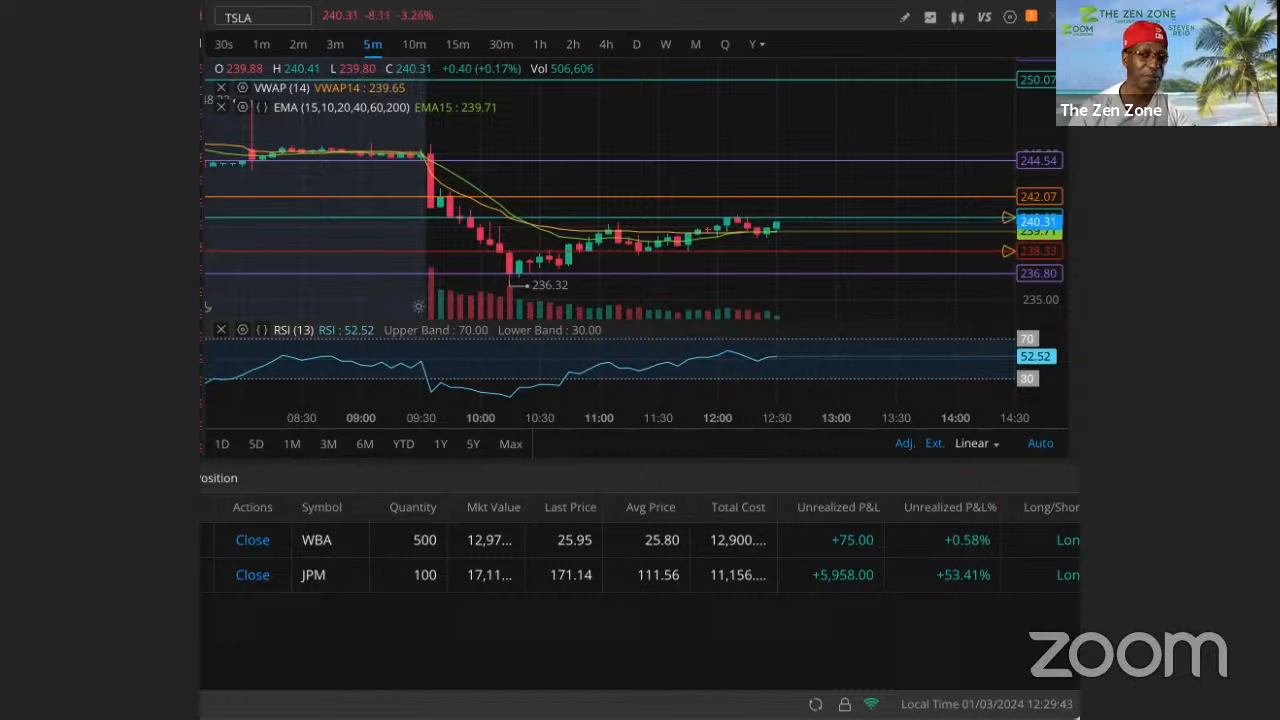 TSLA 240.31 -8.11 -3.26% VS 1
30s 1m 2m 3m 5m 10m 15m 30m 1h 2h 4h D W M Q Y
O 239.88 H 240.41 L 239.80 C 240.31 +0.40 (+0.17%) Vol 506,606
VWAP (14) VWAP14 : 239.65
EMA (15,10,20,40,60,200) EMA15 : 239.71
250.07
244.54
242.07
240.31
239.71
238.33
236.80
236.32
235.00
RSI (13) RSI : 52.52 Upper Band : 70.00 Lower Band : 30.00
70
52.52
30
08:30 09:00 09:30 10:00 10:30 11:00 11:30 12:00 12:30 13:00 13:30 14:00 14:30
1D 5D 1M 3M 6M YTD 1Y 5Y Max Adj. Ext. Linear Auto
osition
Actions Symbol Quantity Mkt Value Last Price Avg Price Total Cost Unrealized P&L Unrealized P&L% Long/Shor
Close WBA 500 12,97... 25.95 25.80 12,900.... +75.00 +0.58% Lon
Close JPM 100 17,11... 171.14 111.56 11,156.... +5,958.00 +53.41% Lon
Local Time 01/03/2024 12:29:43
THE ZEN ZONE
ZOOM
STEVEN
REID
The Zen Zone
zoom